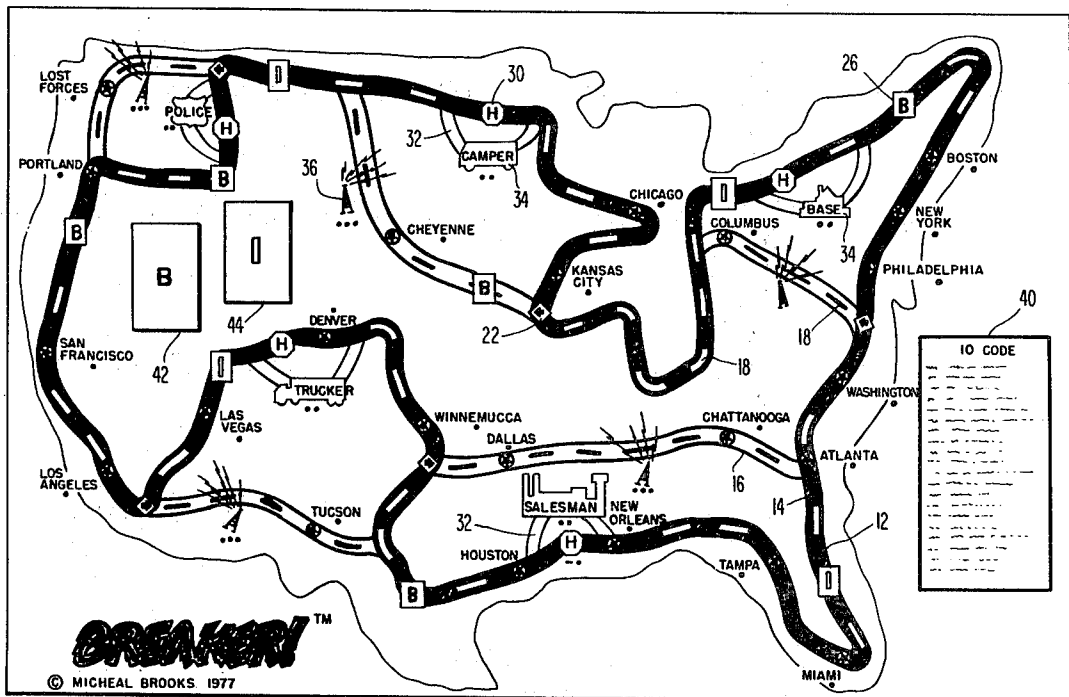 30
26
LOST FORCES
POLICE
H
I
H
B
32
CAMPER
34
PORTLAND
B
36
BOSTON
CHICAGO
I
H
BASE
NEW YORK
COLUMBUS
34
B
CHEYENNE
KANSAS CITY
PHILADELPHIA
B
I
B
44
DENVER
22
18
18
40
SAN FRANCISCO
42
I
H
TRUCKER
10 CODE
LAS VEGAS
WINNEMUCCA
DALLAS
CHATTANOOGA
WASHINGTON
LOS ANGELES
16
ATLANTA
TUCSON
SALESMAN
NEW ORLEANS
14
12
32
HOUSTON
H
TAMPA
I
B
BREAKER! ™
MIAMI
© MICHEAL BROOKS 1977